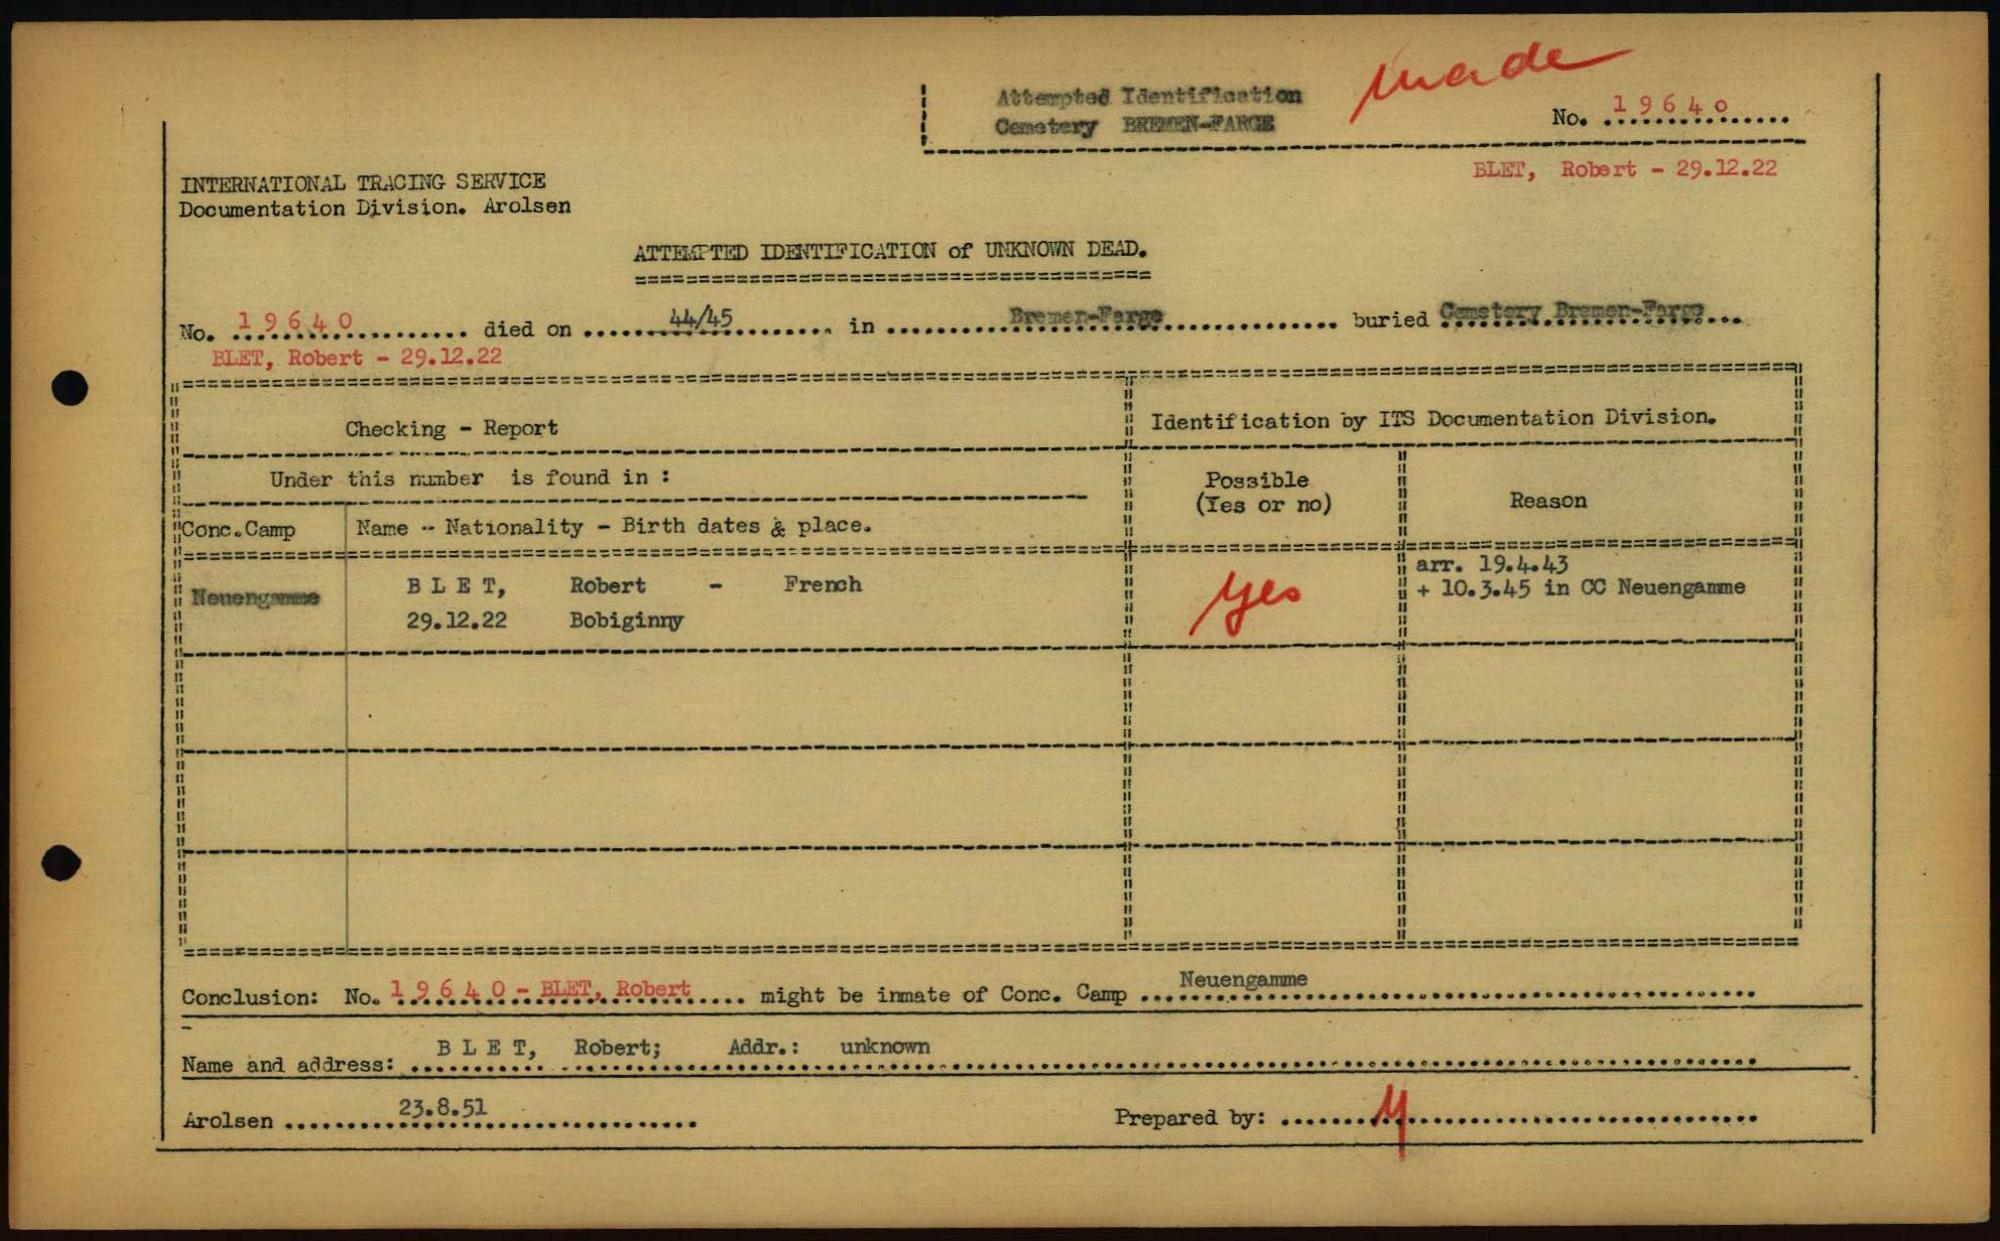 made
Attempted Identification
Cemetery BREMEN-FARGE
No. 19640
BLET, Robert - 29.12.22
INTERNATIONAL TRACING SERVICE
Documentation Division. Arolsen
ATTEMPTED IDENTIFICATION of UNKNOWN DEAD.
No. 19640 died on 44/45 in Bremen-Farge buried Cemetery Bremen-Farge
BLET, Robert - 29.12.22
Checking - Report
Identification by ITS Documentation Division.
Under this number is found in :
Possible
(Yes or no)
Reason
Conc.Camp
Name - Nationality - Birth dates & place.
Neuengamme
B L E T, Robert - French
29.12.22 Bobiginny
yes
arr. 19.4.43
+ 10.3.45 in CC Neuengamme
Conclusion: No. 19640 - BLET, Robert might be inmate of Conc. Camp Neuengamme
Name and address: B L E T, Robert; Addr.: unknown
Arolsen 23.8.51
Prepared by: